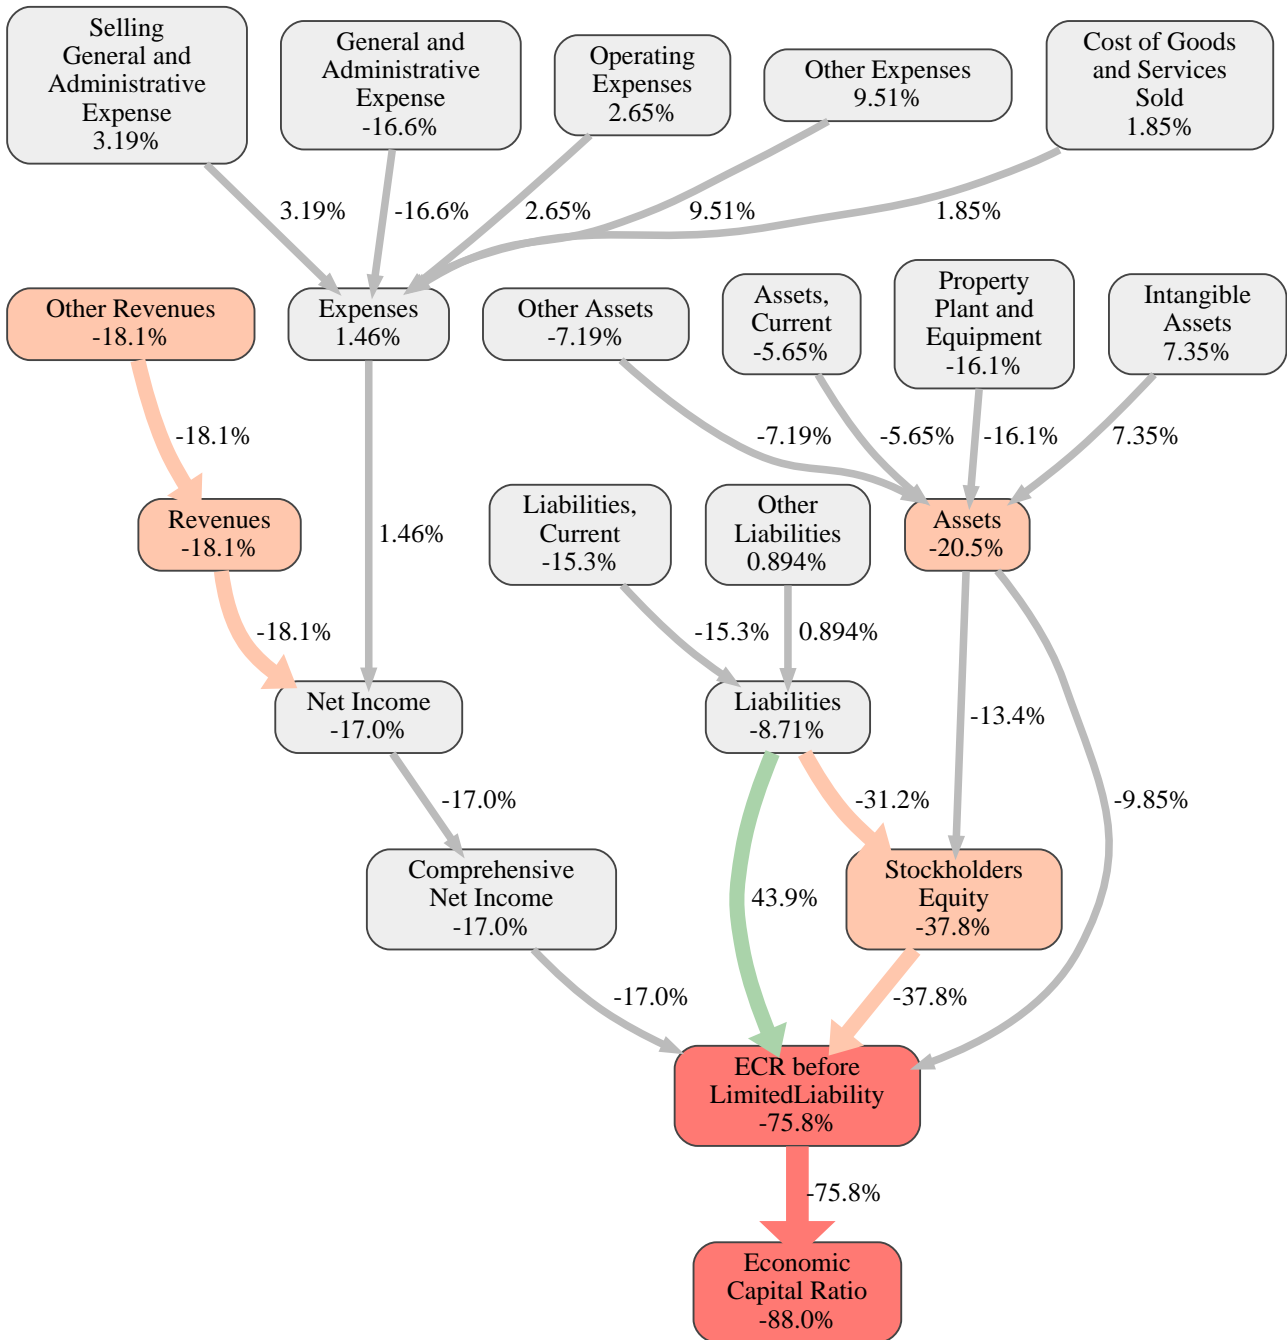 Selling
General and
Administrative
Expense
3.19%
General and
Administrative
Expense
-16.6%
Operating
Expenses
2.65%
Other Expenses
9.51%
Cost of Goods
and Services
Sold
1.85%
3.19%
-16.6%
2.65%
9.51%
1.85%
Other Revenues
-18.1%
Expenses
1.46%
Other Assets
-7.19%
Assets,
Current
-5.65%
Property
Plant and
Equipment
-16.1%
Intangible
Assets
7.35%
-18.1%
-7.19%
-5.65%
-16.1%
7.35%
Revenues
-18.1%
1.46%
Liabilities,
Current
-15.3%
Other
Liabilities
0.894%
Assets
-20.5%
-18.1%
-15.3%
0.894%
Net Income
-17.0%
Liabilities
-8.71%
-13.4%
-17.0%
-31.2%
-9.85%
Comprehensive
Net Income
-17.0%
43.9%
Stockholders
Equity
-37.8%
-17.0%
-37.8%
ECR before
LimitedLiability
-75.8%
-75.8%
Economic
Capital Ratio
-88.0%